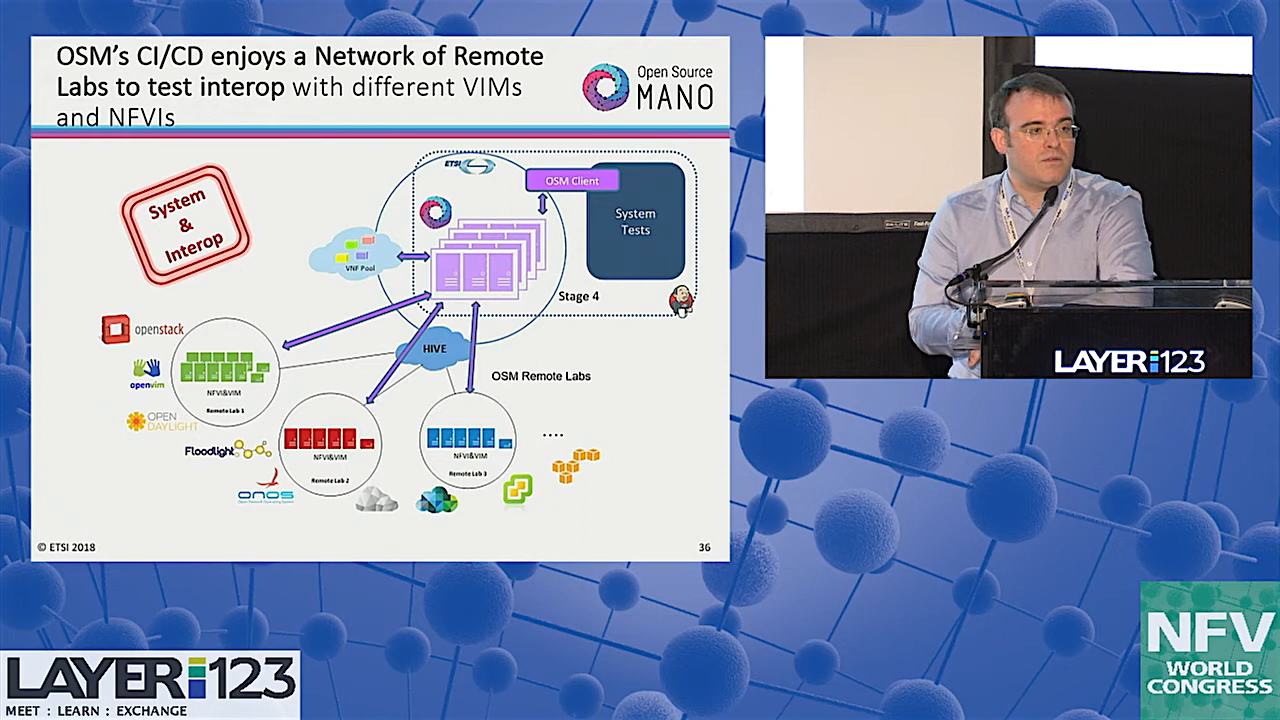 OSM's CI/CD enjoys a Network of Remote
Labs to test interop with different VIMs
and NFVIs
Open Source
MANO
System
&
Interop
ETSI
OSM Client
System
Tests
VNF Pool
Stage 4
openstack
HIVE
OSM Remote Labs
openvim
NFVI&VIM
Remote Lab 1
OPEN
DAYLIGHT
Floodlight
NFVI&VIM
Remote Lab 2
NFVI&VIM
Remote Lab 3
....
onos
© ETSI 2018
36
LAYER123
LAYER123
MEET : LEARN : EXCHANGE
NFV
WORLD
CONGRESS